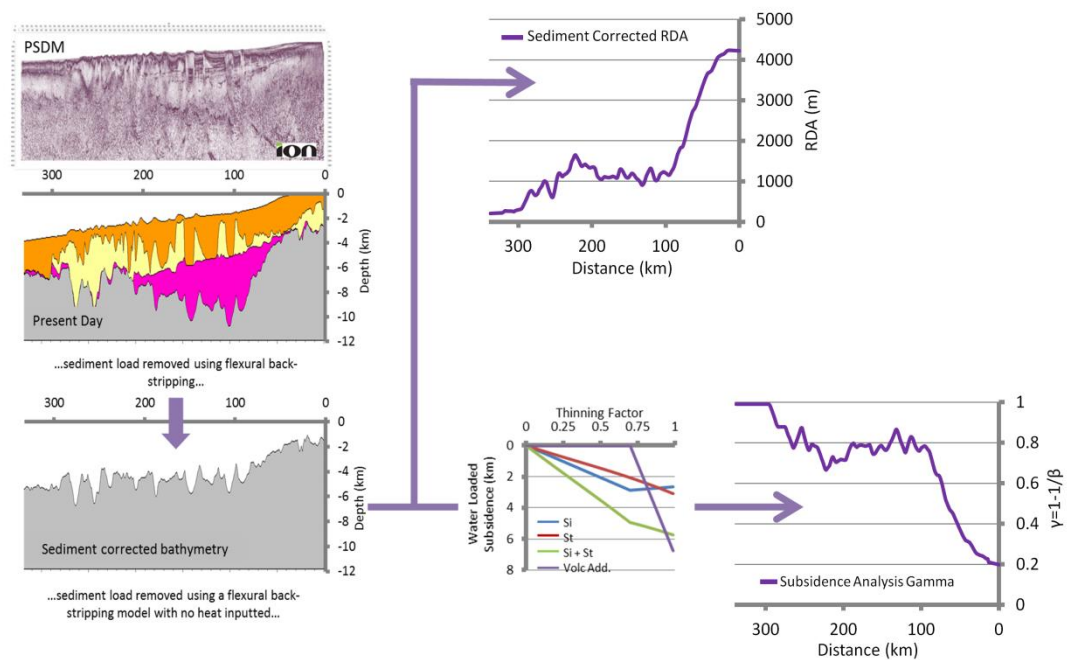 PSDM
ion
300 200 100 0
0
-2
-4
-6
-8
-10
-12
Depth (km)
Present Day
...sediment load removed using flexural back-
stripping...
300 200 100 0
0
-2
-4
-6
-8
-10
-12
Depth (km)
Sediment corrected bathymetry
...sediment load removed using a flexural back-
stripping model with no heat inputted...
Sediment Corrected RDA
5000
4000
3000
2000
1000
0
RDA (m)
300 200 100 0
Distance (km)
Thinning Factor
0 0.25 0.5 0.75 1
0
2
4
6
8
Water Loaded
Subsidence (km)
Si
St
Si + St
Volc Add.
1
0.8
0.6
0.4
0.2
0
γ=1-1/β
Subsidence Analysis Gamma
300 200 100 0
Distance (km)